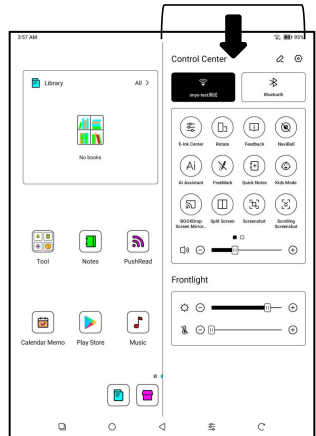 3:57 AM
95%
Control Center
Library
All >
onyx-test测试
Bluetooth
No books
E-Ink Center
Rotate
Feedback
NaviBall
Ai
AI Assistant
FreeMark
Quick Notes
Kids Mode
BOOXDrop
Screen Mirror...
Split Screen
Screenshot
Scrolling
Screenshot
Tool
Notes
PushRead
Frontlight
Calendar Memo
Play Store
Music